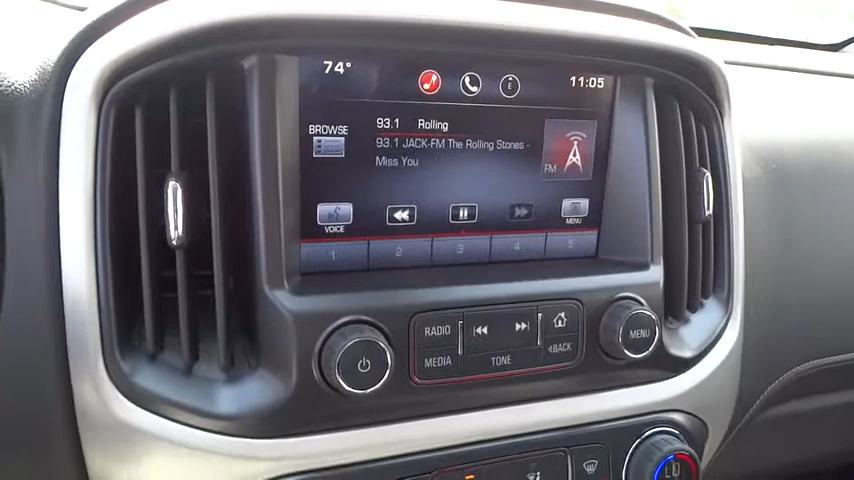 74°
E
11:05
93.1 Rolling
BROWSE
93.1 JACK-FM The Rolling Stones -
Miss You
FM
VOICE
MENU
1 2 3 4 5
RADIO
MEDIA
TONE
BACK
MENU
LO